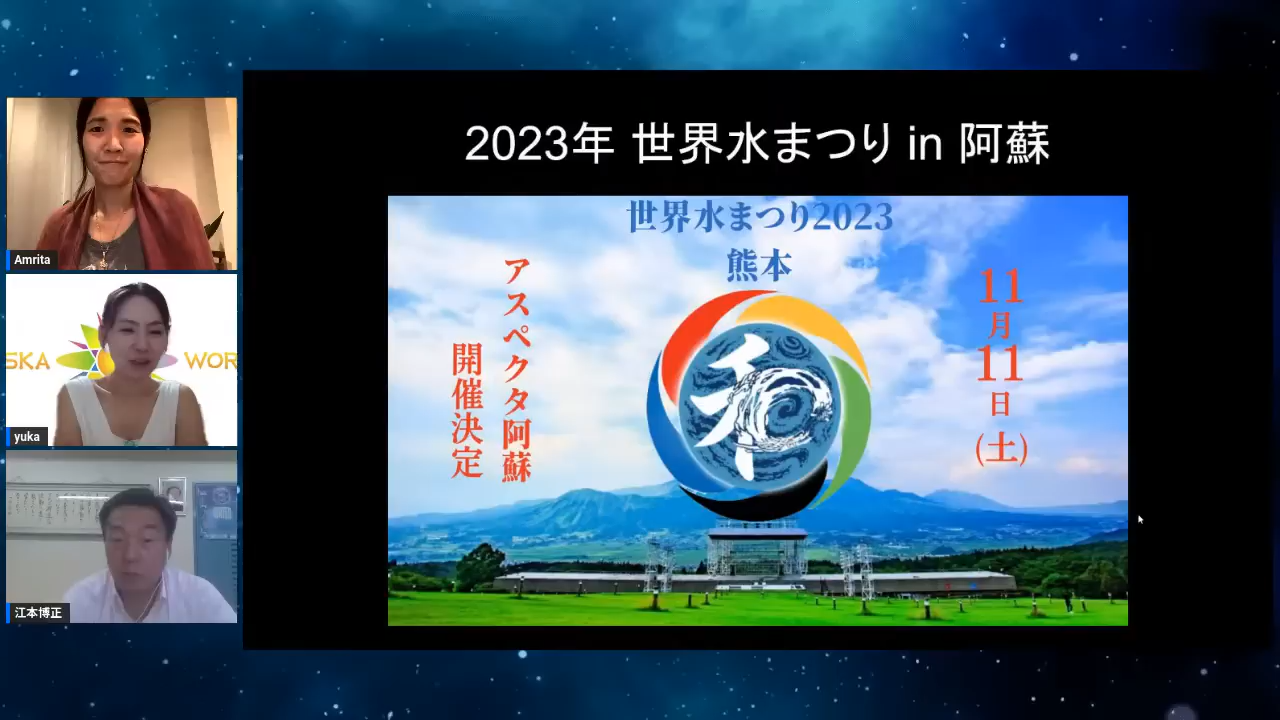 2023年 世界水まつり in 阿蘇
世界水まつり2023
熊本
アスペクタ阿蘇
開催決定
11
月
11
日
(土)
和
Amrita
SKA
WOR
yuka
江本博正